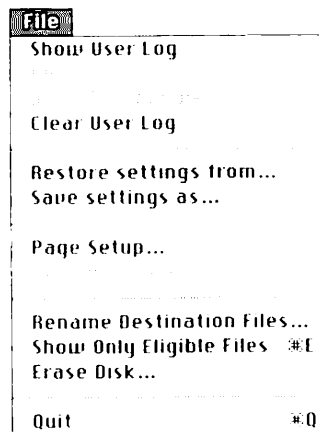 File
Show User Log
Clear User Log
Restore settings from...
Save settings as...
Page Setup...
Rename Destination Files...
Show Only Eligible Files ⌘E
Erase Disk...
Quit ⌘Q